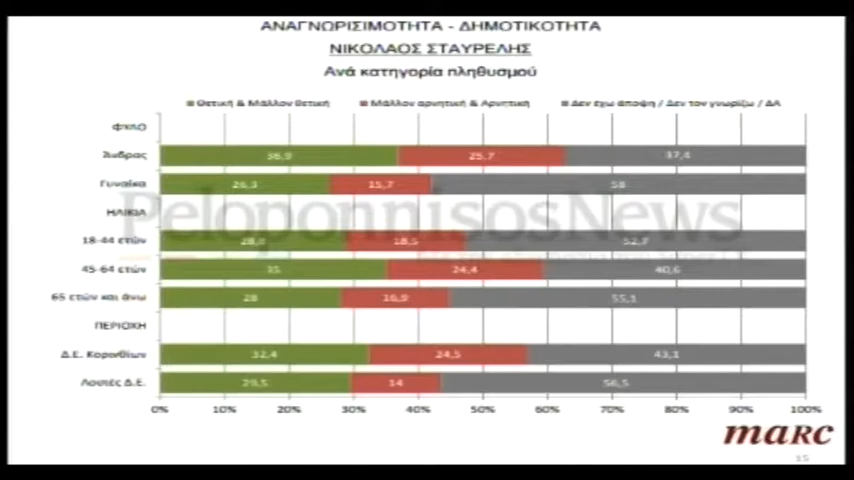 ΑΝΑΓΝΩΡΙΣΙΜΟΤΗΤΑ - ΔΗΜΟΤΙΚΟΤΗΤΑ
ΝΙΚΟΛΑΟΣ ΣΤΑΥΡΕΛΗΣ
Ανά κατηγορία πληθυσμού
Θετική & Μάλλον θετική Μάλλον αρνητική & Αρνητική Δεν έχω άποψη / Δεν τον γνωρίζω / ΔΑ
ΦΥΛΟ
Άνδρας 36,9 25,7 37,4
Γυναίκα 26,3 15,7 58
PeloponnisosNews
ΗΛΙΚΙΑ
18-44 ετών 28,8 18,5 52,7
45-64 ετών 35 24,4 40,6
65 ετών και άνω 28 16,9 55,1
ΠΕΡΙΟΧΗ
Δ.Ε. Κορινθίων 32,4 24,5 43,1
Λοιπές Δ.Ε. 29,5 14 56,5
0% 10% 20% 30% 40% 50% 60% 70% 80% 90% 100%
marc
15